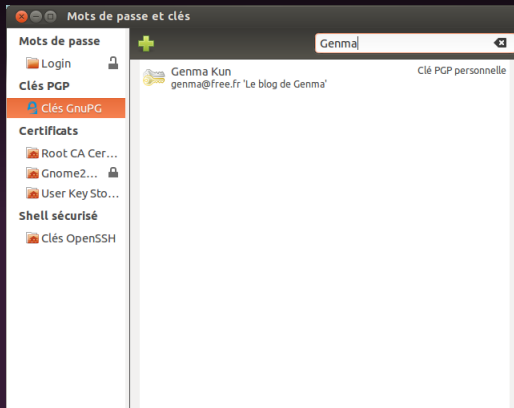 Mots de passe et clés
Mots de passe
Login
Clés PGP
Clés GnuPG
Certificats
Root CA Cer...
Gnome2...
User Key Sto...
Shell sécurisé
Clés OpenSSH
Genma
Genma Kun
Clé PGP personnelle
genma@free.fr 'Le blog de Genma'